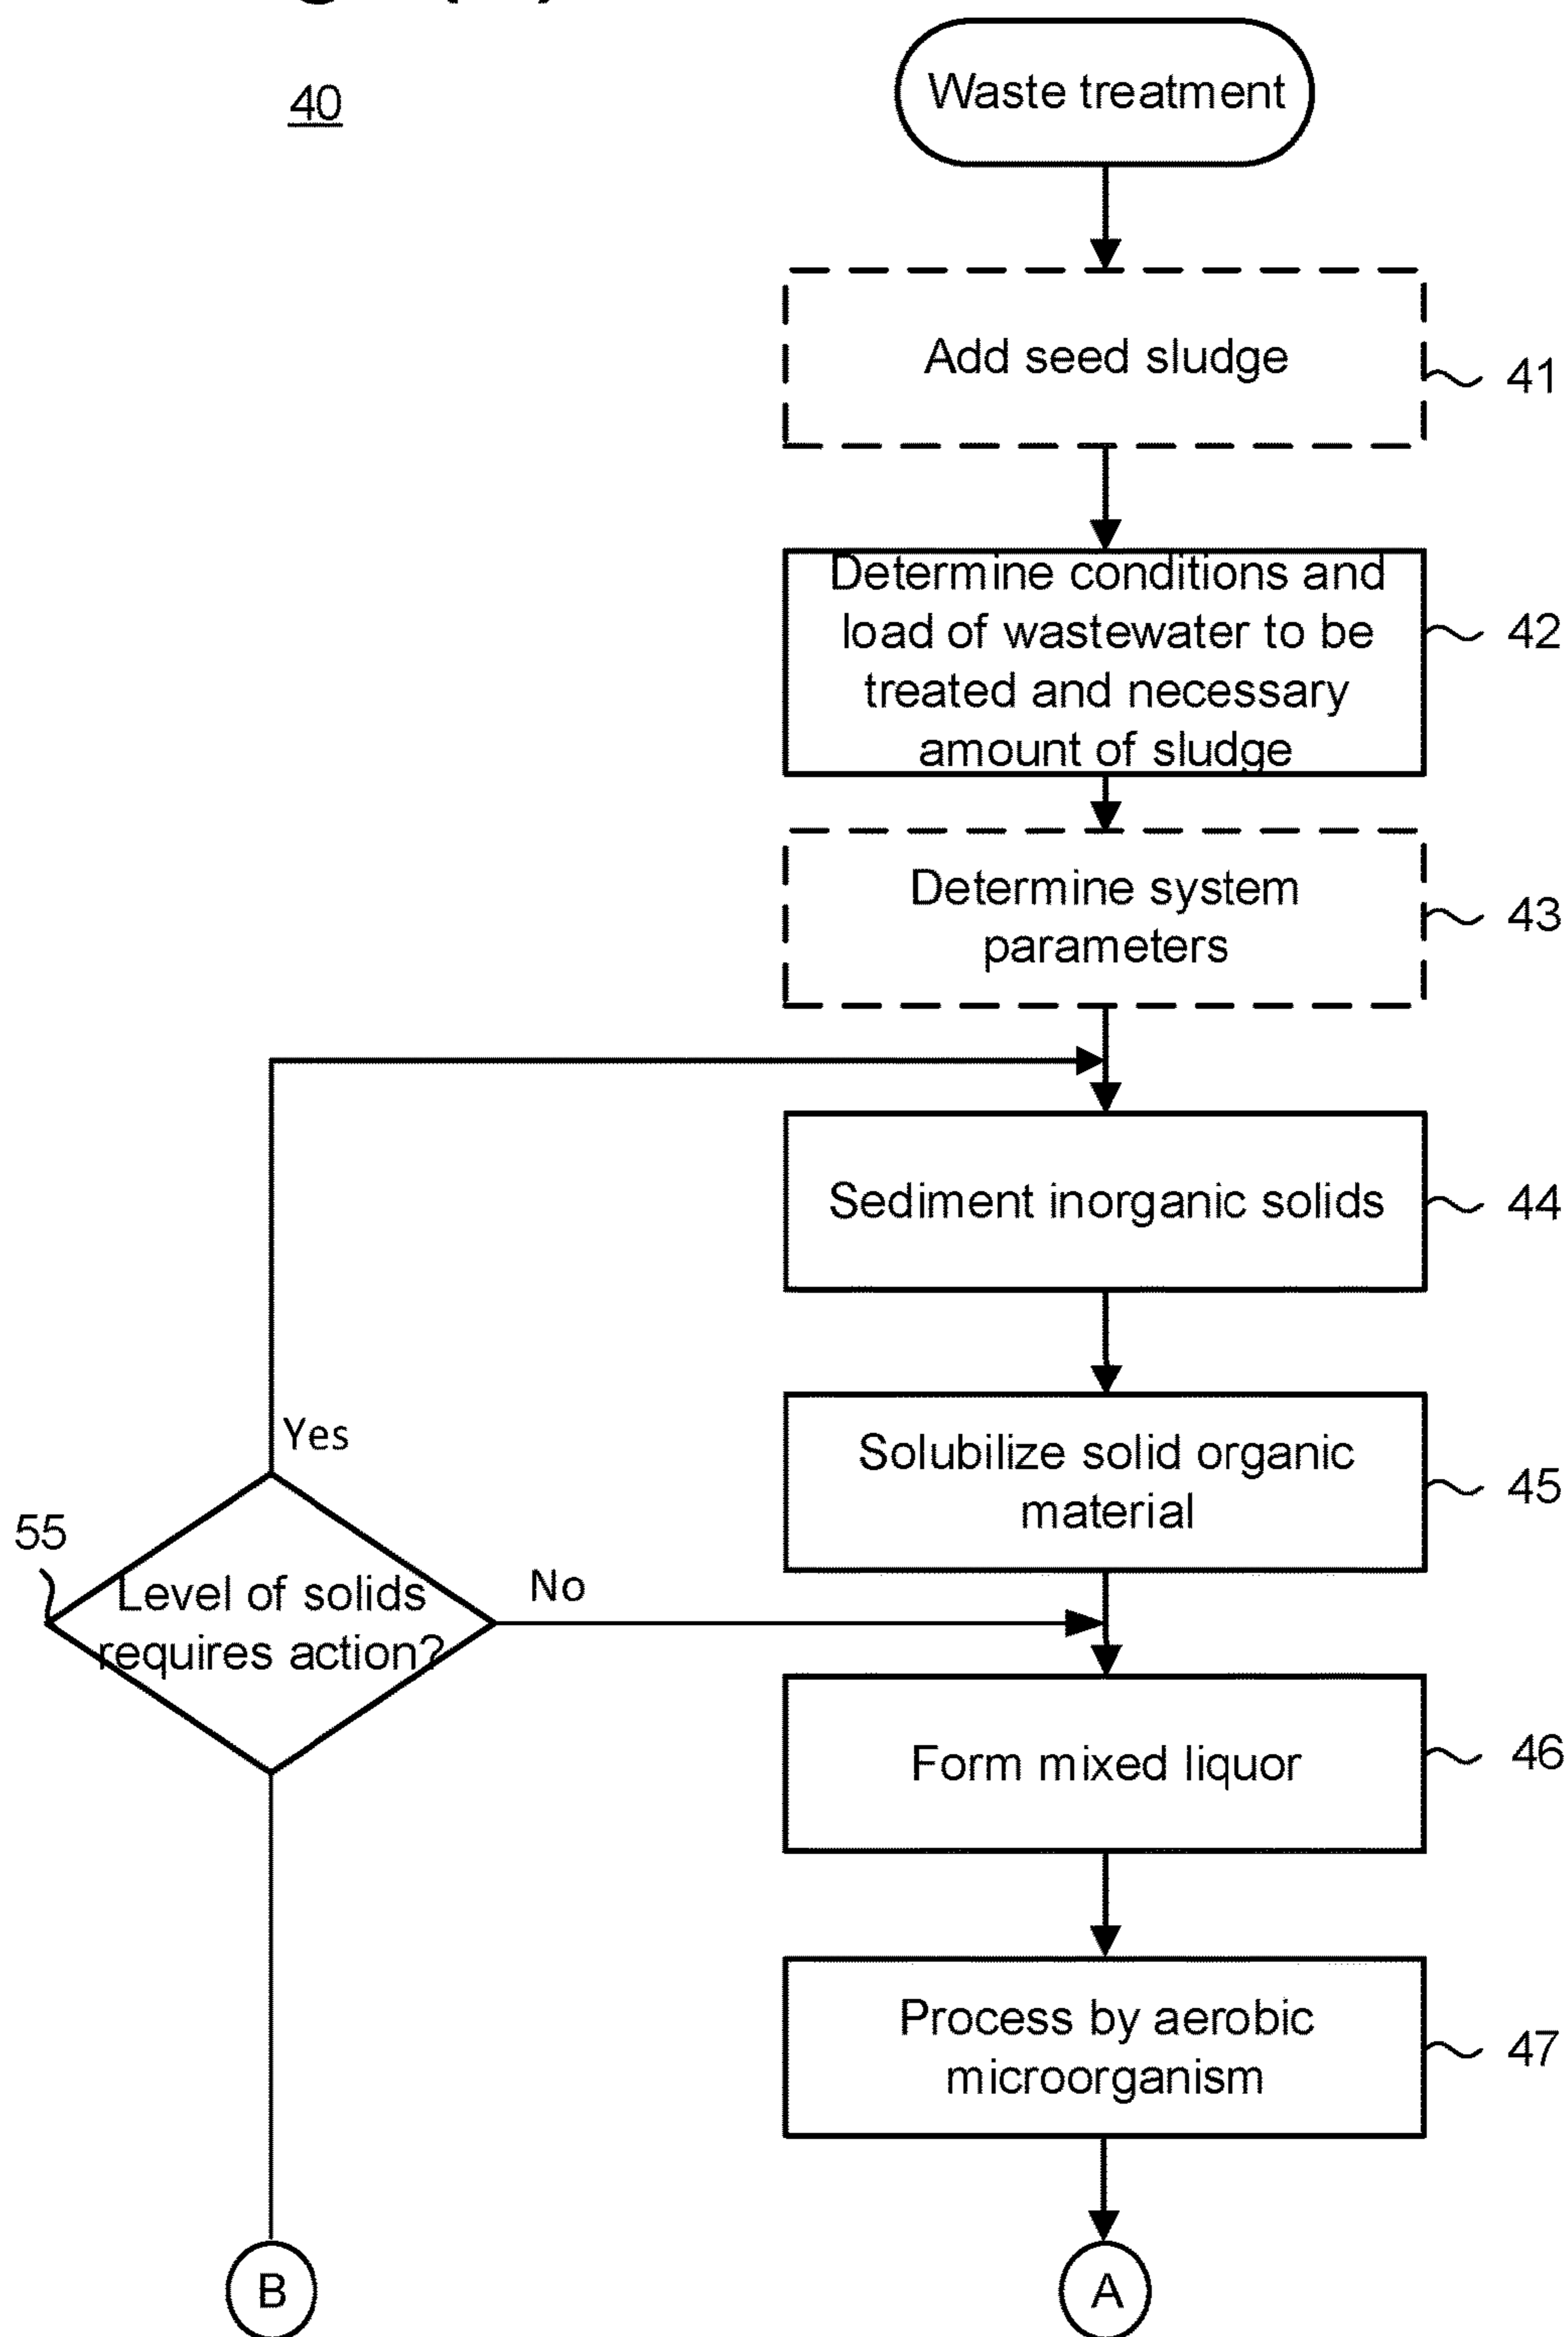 40
Waste treatment
Add seed sludge
41
Determine conditions and
load of wastewater to be
treated and necessary
amount of sludge
42
Determine system
parameters
43
Sediment inorganic solids
44
Yes
Solubilize solid organic
material
45
55
Level of solids
requires action?
No
Form mixed liquor
46
Process by aerobic
microorganism
47
B
A